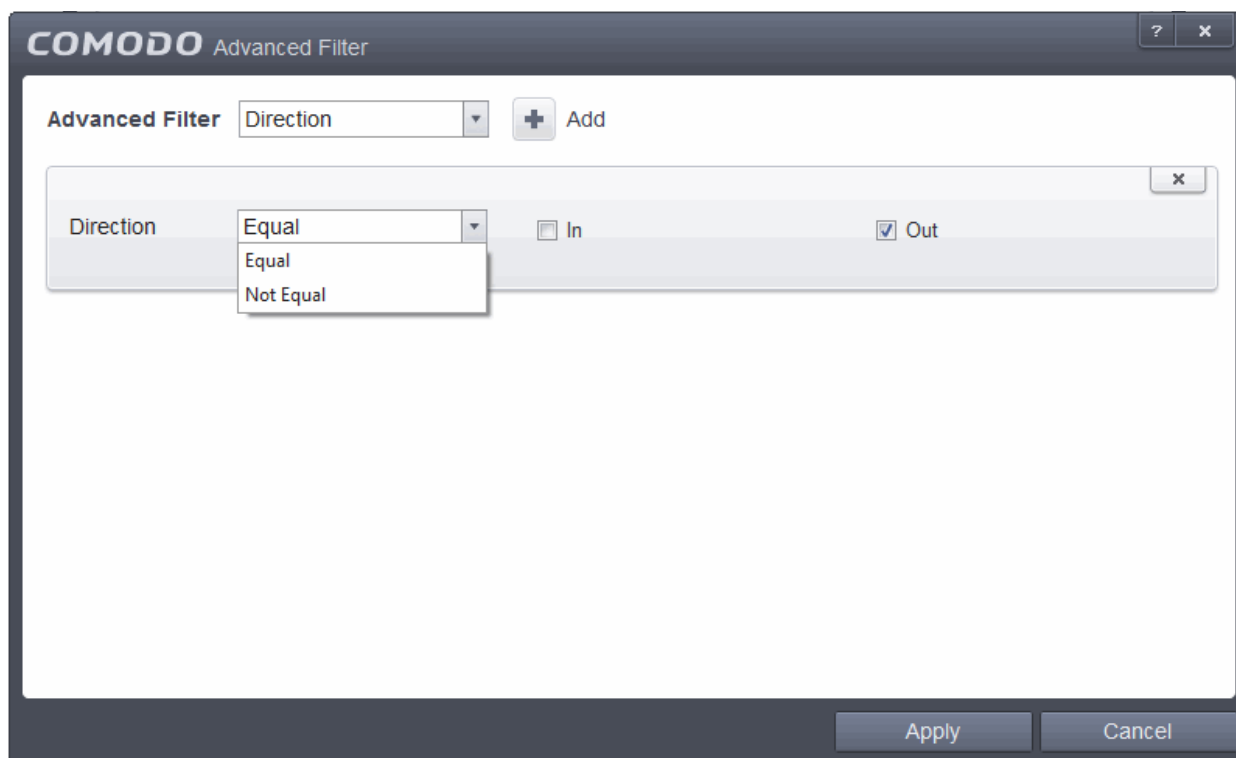 COMODO Advanced Filter ? x
Advanced Filter Direction + Add
x
Direction Equal In Out
Equal
Not Equal
Apply Cancel